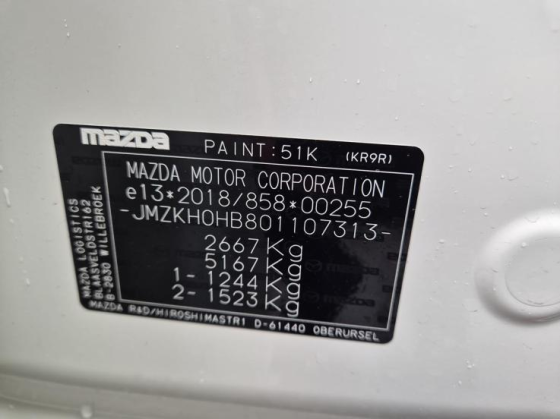 mazda PAINT:51K (KR9R)
MAZDA MOTOR CORPORATION
e13*2018/858*00255
-JMZKH0HB801107313-
2667Kg
5167Kg
1-1244Kg
2-1523Kg
MAZDA LOGISTICS
BLAASVELDSTR162
B-2830 WILLEBROEK
MAZDA R&D/HIROSHIMASTR1 D-61440 OBERURSEL